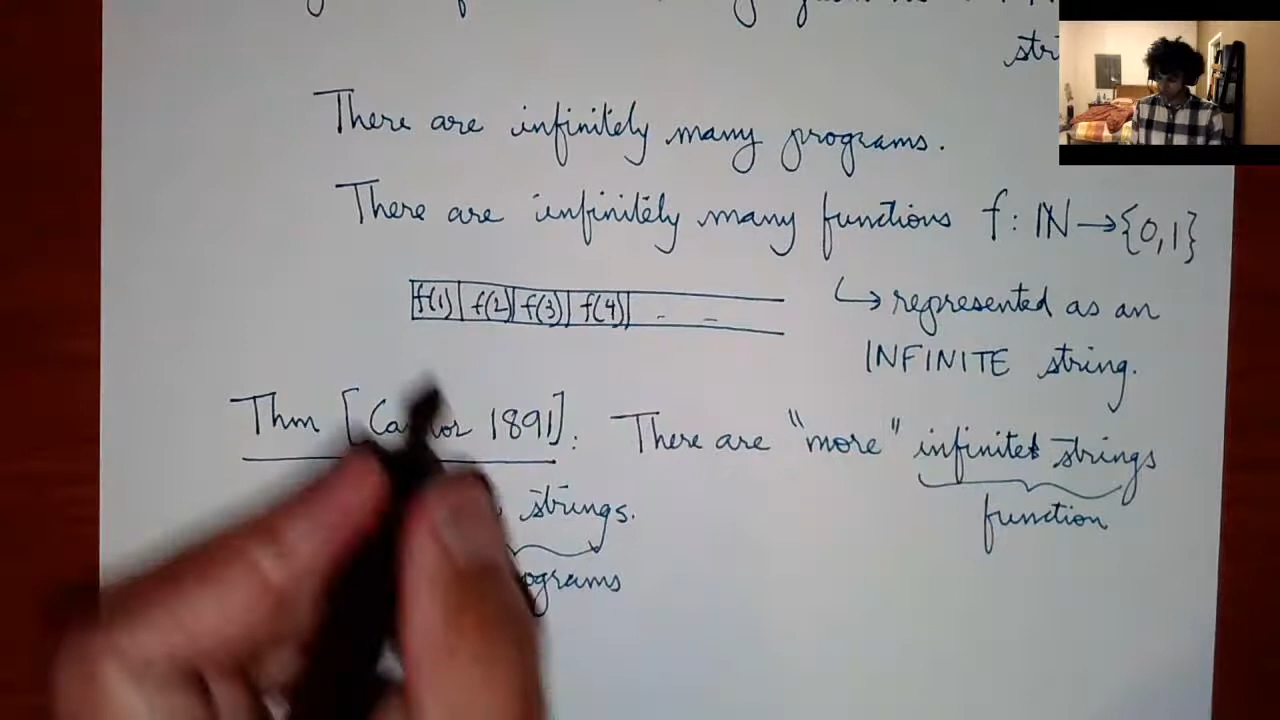 stri
There are infinitely many programs.
There are infinitely many functions f: ℕ → {0,1}
f(1) | f(2) | f(3) | f(4) | - -
↳ represented as an
INFINITE string.
Thm [Cantor 1891]: There are "more" infinite strings
function
strings.
programs